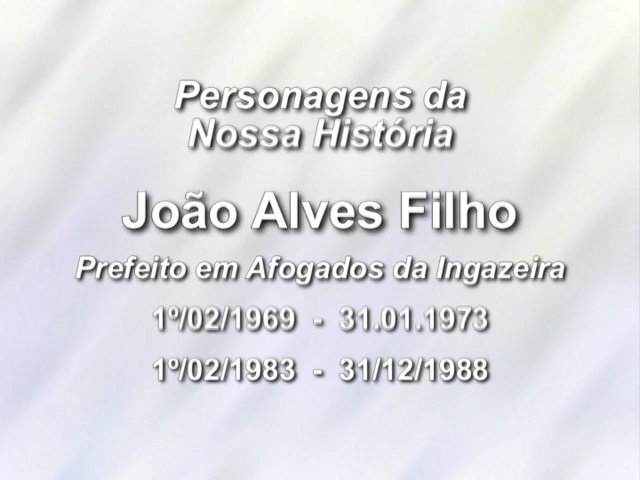 Personagens da
Nossa História
João Alves Filho
Prefeito em Afogados da Ingazeira
1º/02/1969 - 31.01.1973
1º/02/1983 - 31/12/1988